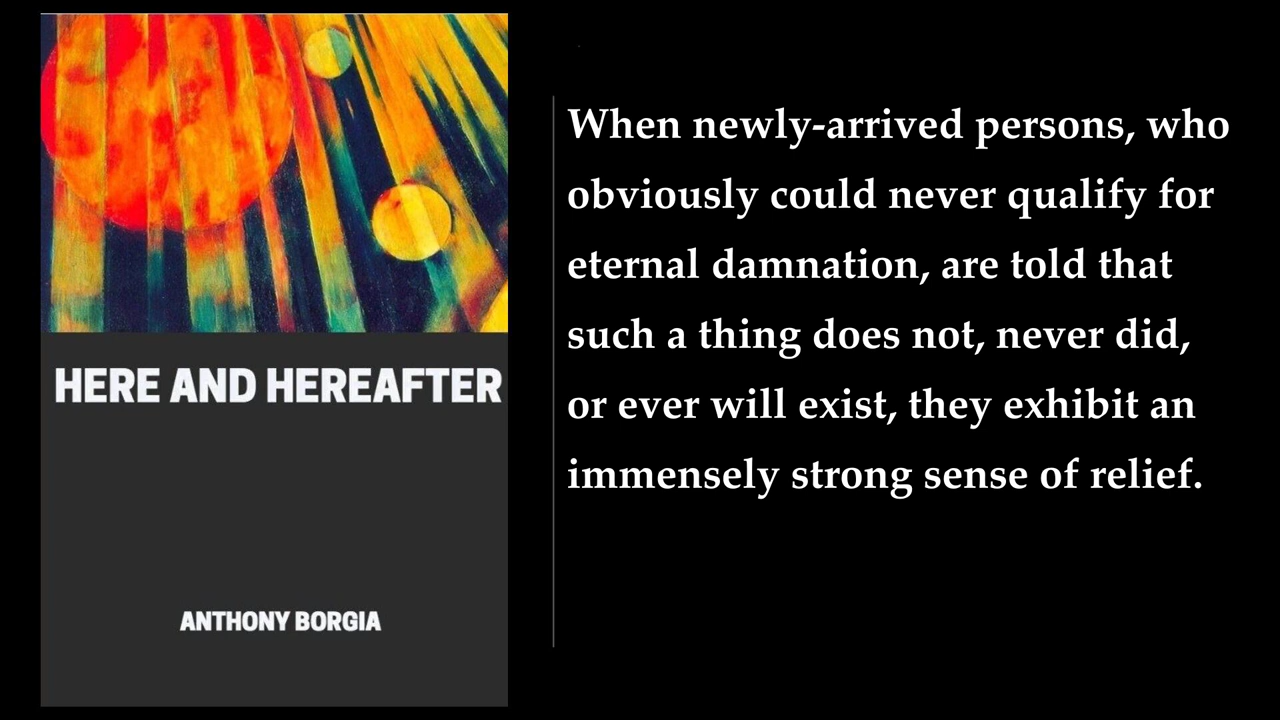 HERE AND HEREAFTER
ANTHONY BORGIA
When newly-arrived persons, who
obviously could never qualify for
eternal damnation, are told that
such a thing does not, never did,
or ever will exist, they exhibit an
immensely strong sense of relief.